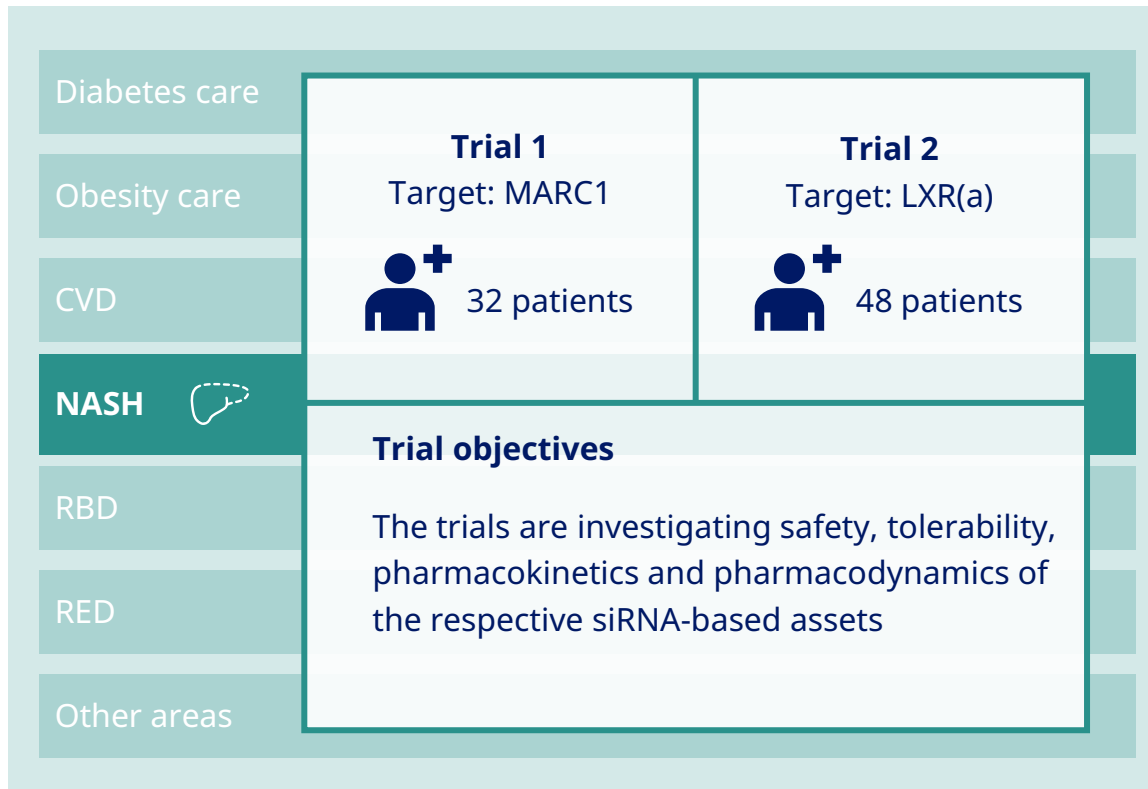 Diabetes care
Obesity care
CVD
NASH
RBD
RED
Other areas
Trial 1
Target: MARC1
32 patients
Trial 2
Target: LXR(a)
48 patients
Trial objectives
The trials are investigating safety, tolerability,
pharmacokinetics and pharmacodynamics of
the respective siRNA-based assets